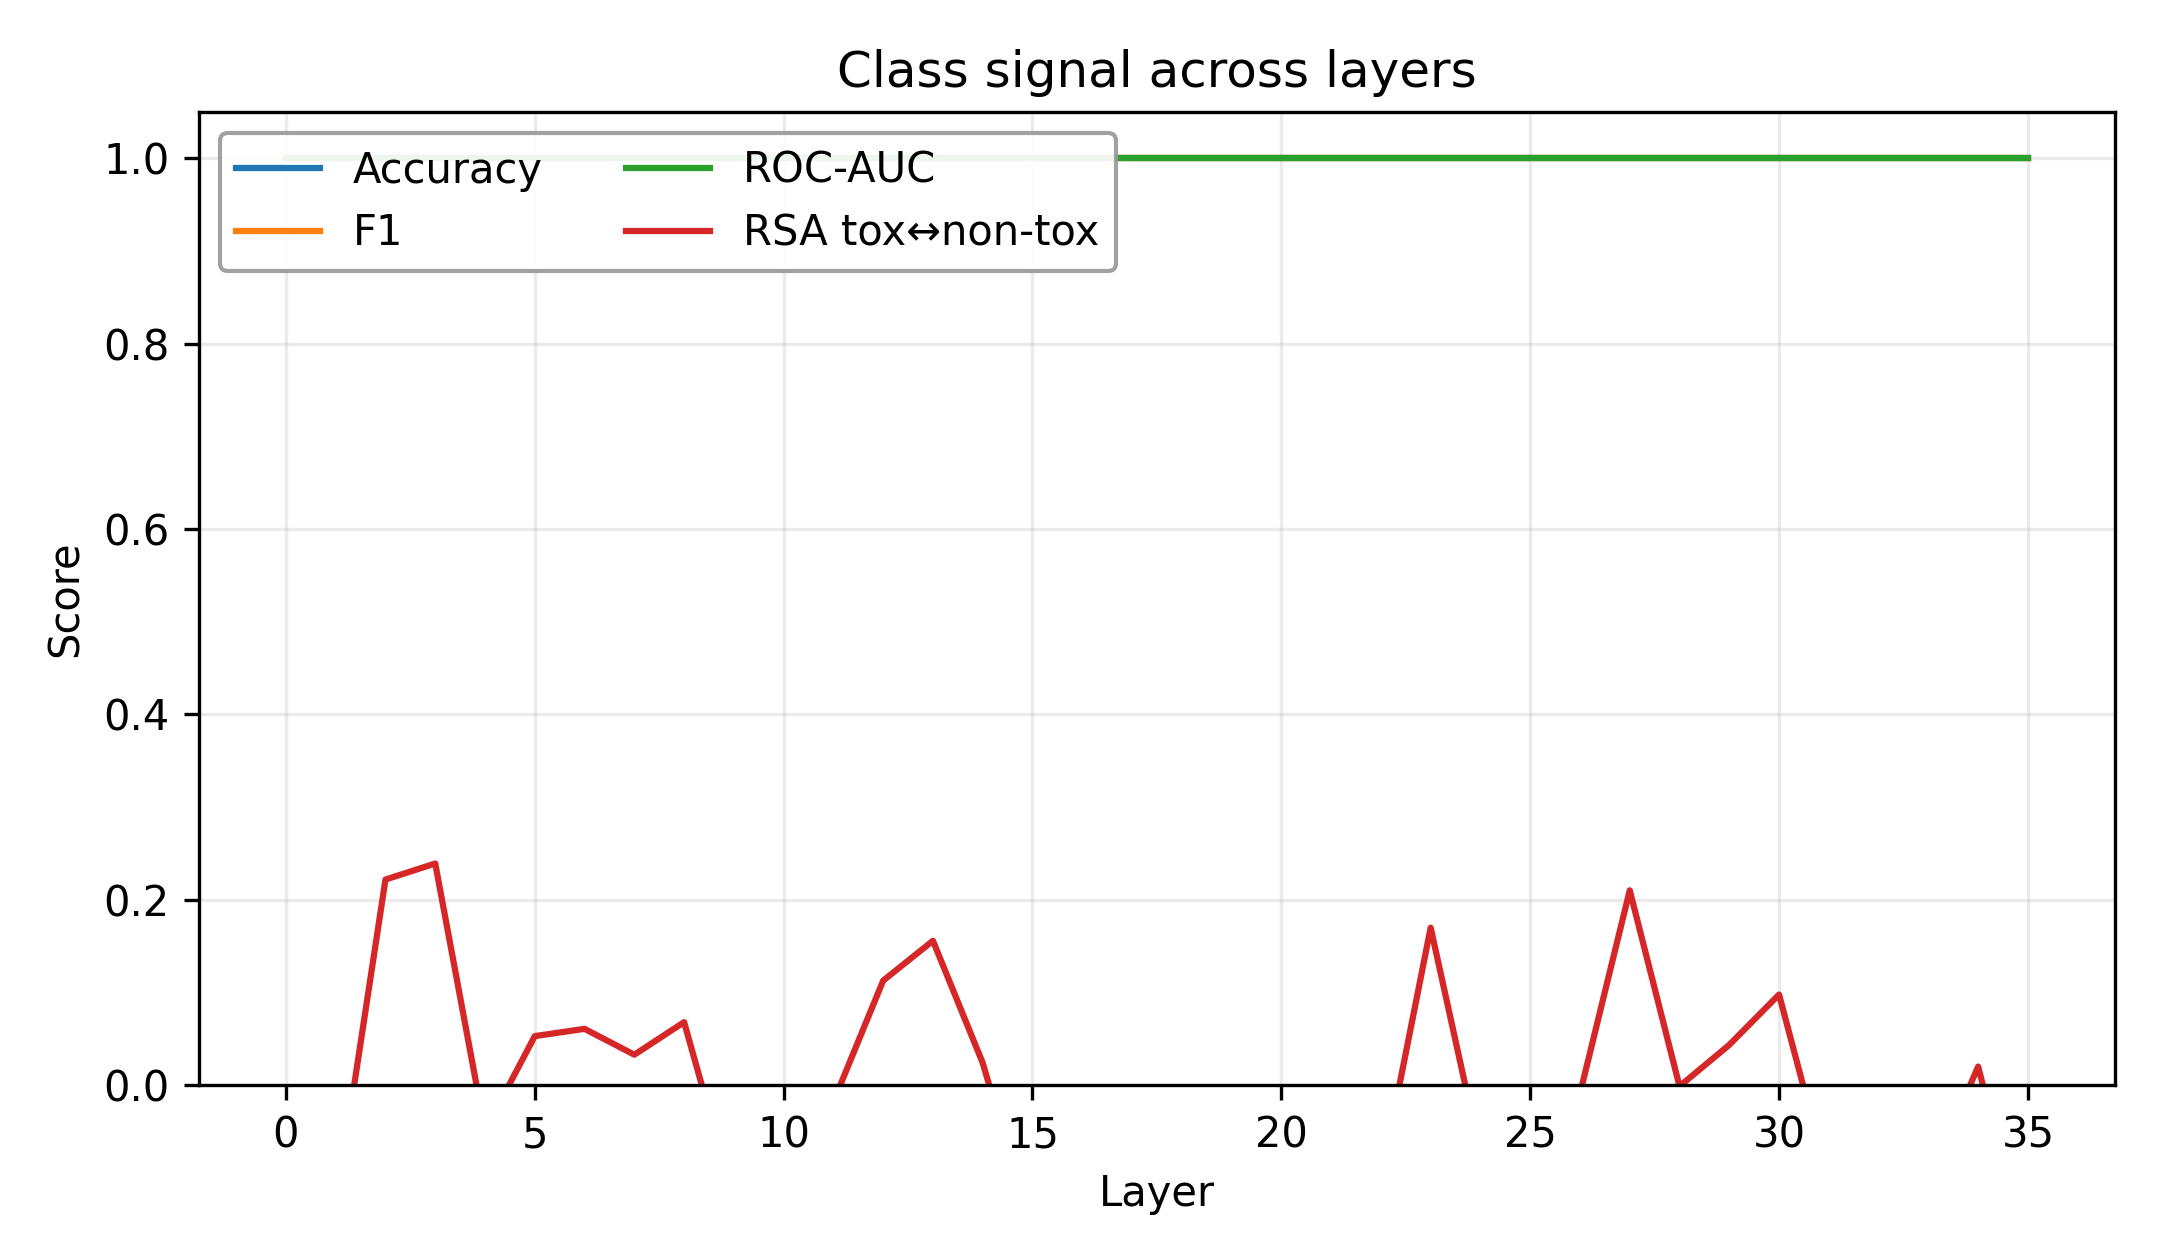 Class signal across layers
Accuracy
F1
ROC-AUC
RSA tox↔non-tox
Score
1.0
0.8
0.6
0.4
0.2
0.0
0 5 10 15 20 25 30 35
Layer